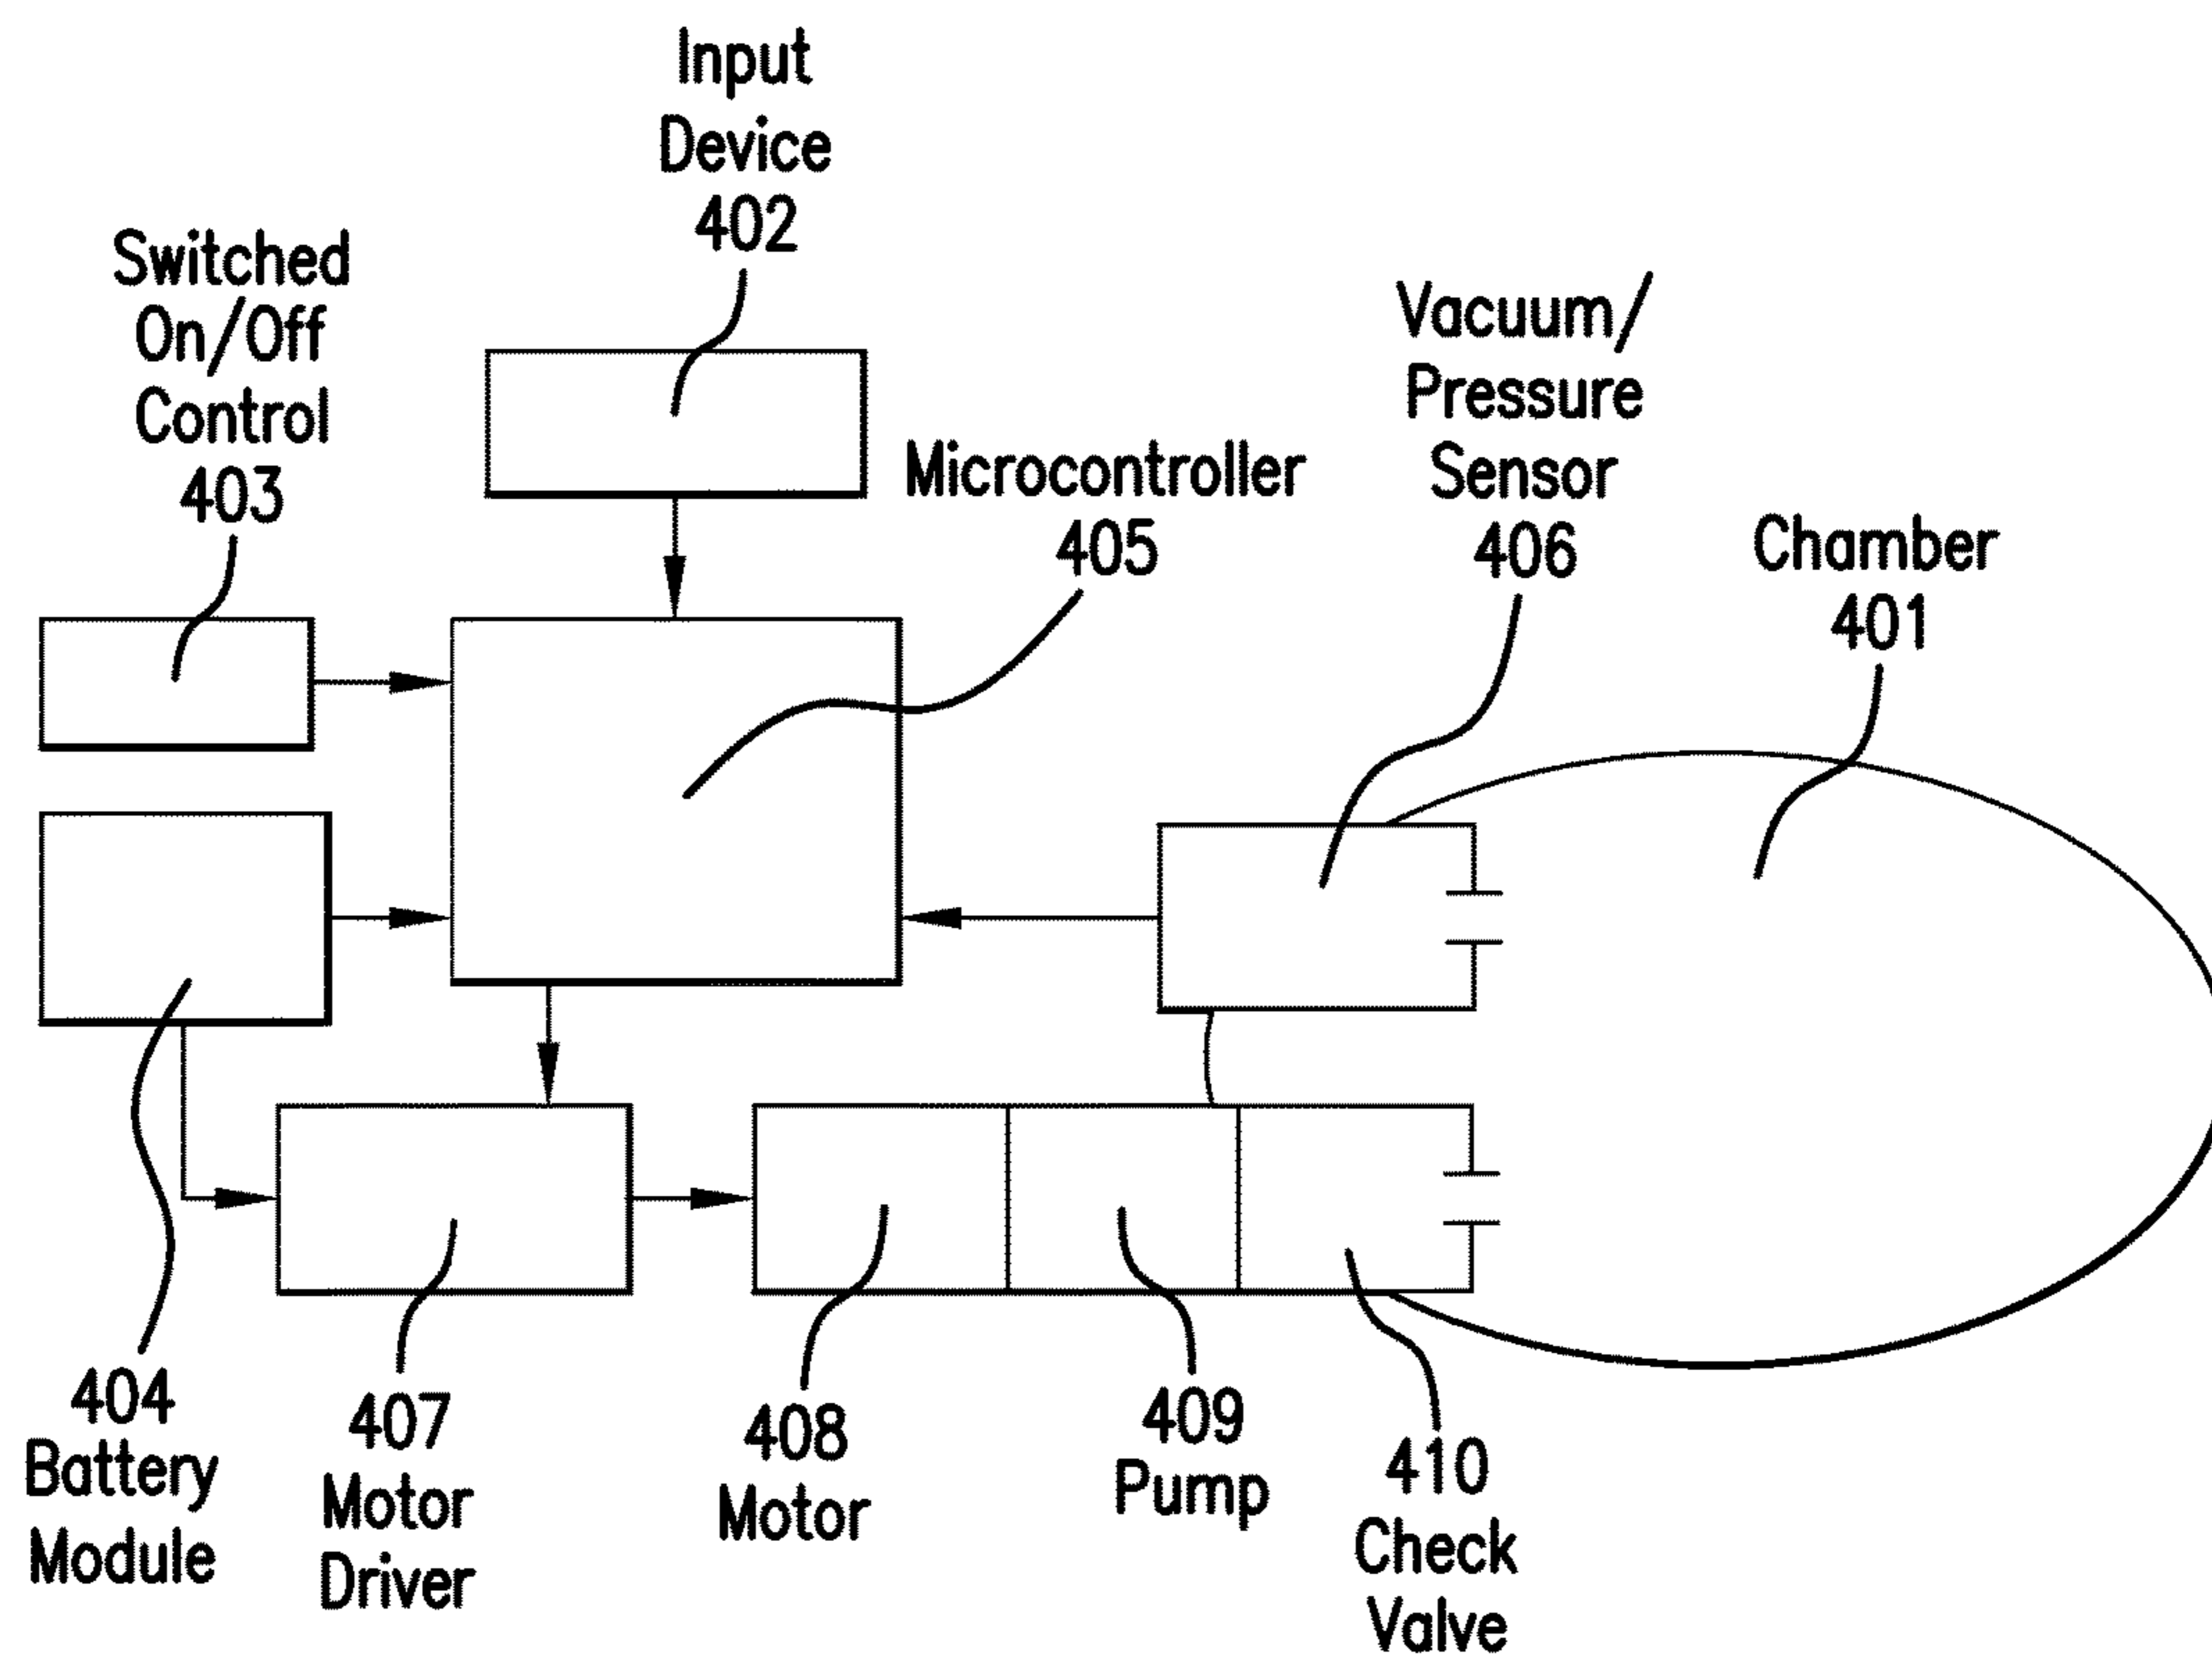 Input
Device
402
Switched
On/Off
Control
403
Microcontroller
405
Vacuum/
Pressure
Sensor
406
Chamber
401
404
Battery
Module
407
Motor
Driver
408
Motor
409
Pump
410
Check
Valve